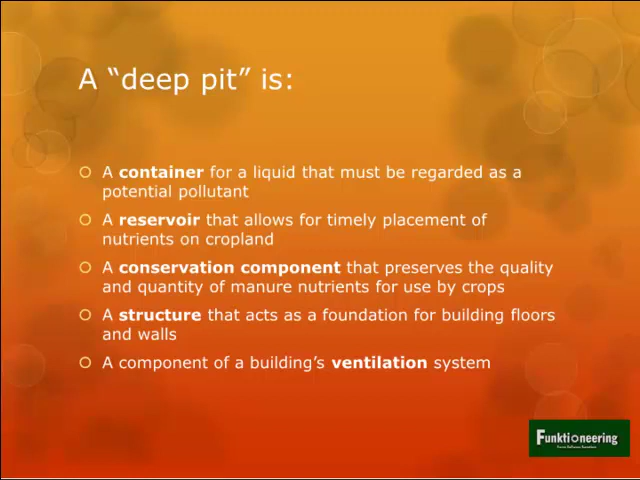 A “deep pit” is:
A container for a liquid that must be regarded as a
potential pollutant
A reservoir that allows for timely placement of
nutrients on cropland
A conservation component that preserves the quality
and quantity of manure nutrients for use by crops
A structure that acts as a foundation for building floors
and walls
A component of a building’s ventilation system
Funktioneering